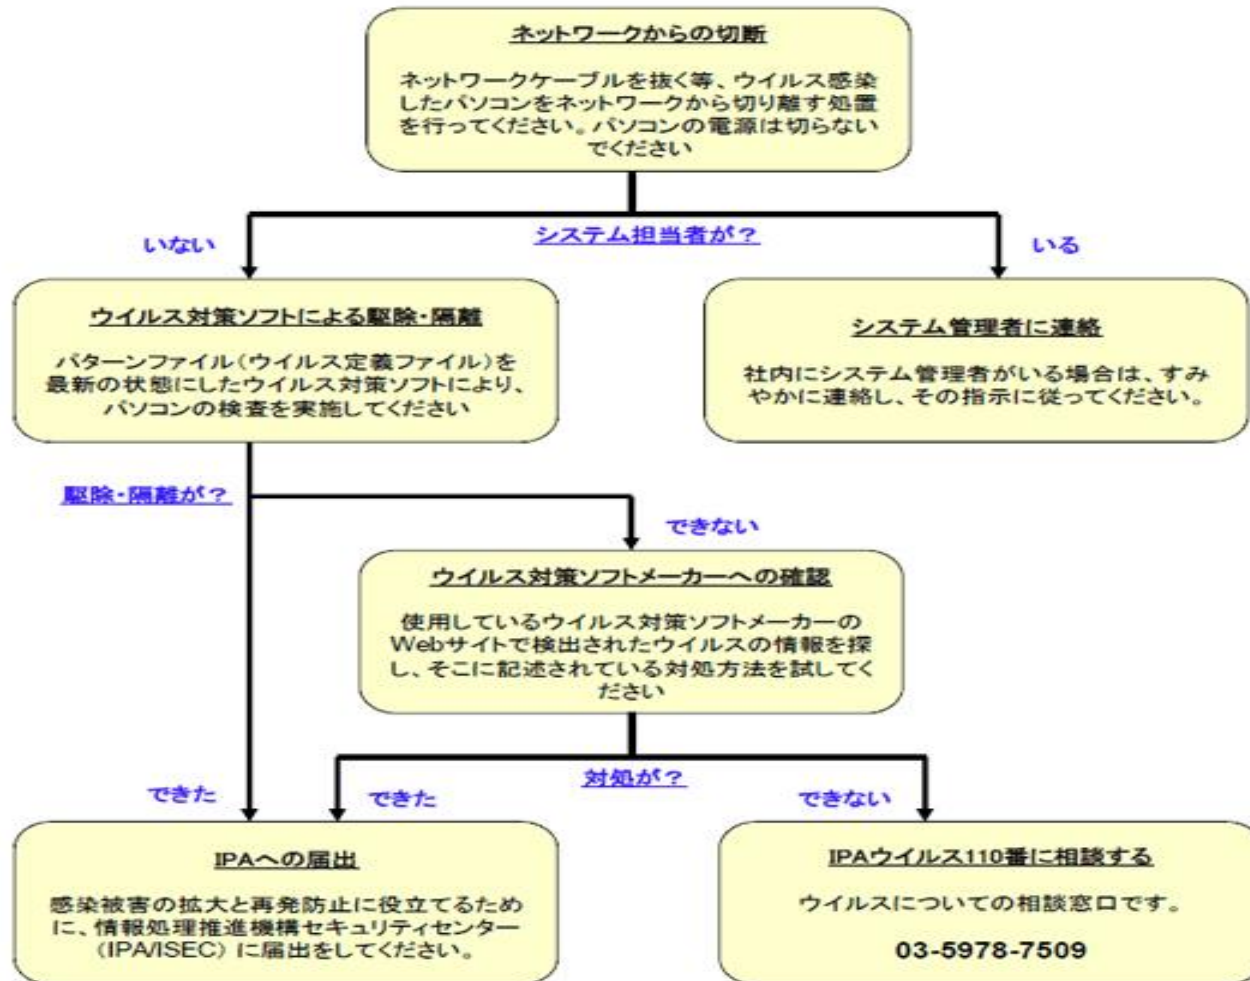 ネットワークからの切断
ネットワークケーブルを抜く等、ウイルス感染
したパソコンをネットワークから切り離す処置
を行ってください。パソコンの電源は切らない
でください
システム担当者が？
いない
いる
ウイルス対策ソフトによる駆除・隔離
パターンファイル（ウイルス定義ファイル）を
最新の状態にしたウイルス対策ソフトにより、
パソコンの検査を実施してください
システム管理者に連絡
社内にシステム管理者がいる場合は、すみ
やかに連絡し、その指示に従ってください。
駆除・隔離が？
できない
ウイルス対策ソフトメーカーへの確認
使用しているウイルス対策ソフトメーカーの
Webサイトで検出されたウイルスの情報を探
し、そこに記述されている対処方法を試してく
ださい
対処が？
できた
できた
できない
IPAへの届出
感染被害の拡大と再発防止に役立てるため
に、情報処理推進機構セキュリティセンター
（IPA/ISEC）に届出をしてください。
IPAウイルス110番に相談する
ウイルスについての相談窓口です。
03-5978-7509